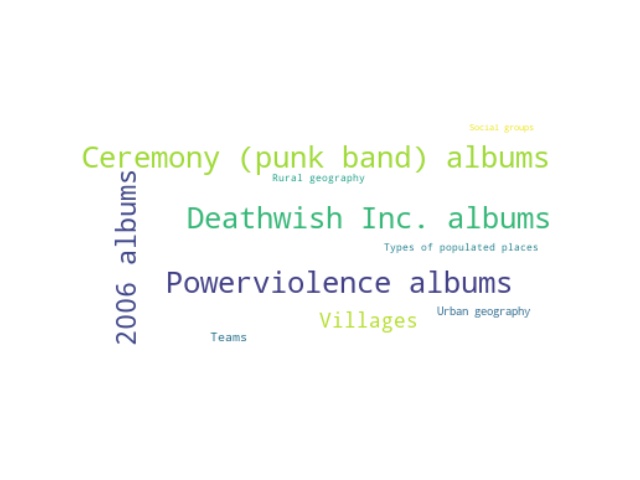 Social groups
Ceremony (punk band) albums
Rural geography
2006 albums
Deathwish Inc. albums
Types of populated places
Powerviolence albums
Urban geography
Villages
Teams